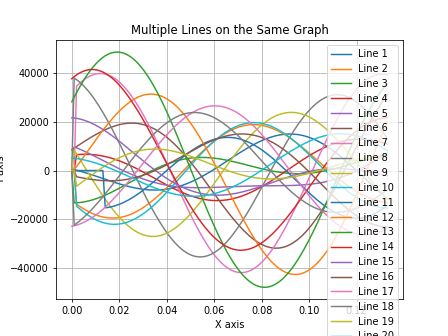 Multiple Lines on the Same Graph
40000
20000
0
−20000
−40000
axis
0.00
0.02
0.04
0.06
0.08
0.10
X axis
Line 1
Line 2
Line 3
Line 4
Line 5
Line 6
Line 7
Line 8
Line 9
Line 10
Line 11
Line 12
Line 13
Line 14
Line 15
Line 16
Line 17
Line 18
Line 19
Line 20